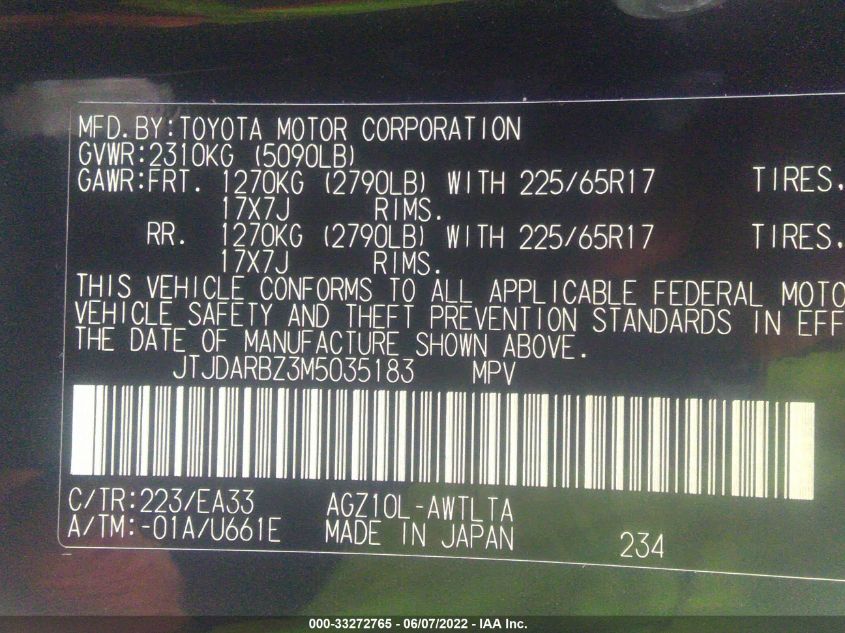 MFD.BY:TOYOTA MOTOR CORPORATION
GVWR:2310KG (5090LB)
GAWR:FRT. 1270KG (2790LB) WITH 225/65R17 TIRES.
17X7J RIMS.
RR. 1270KG (2790LB) WITH 225/65R17 TIRES.
17X7J RIMS.
THIS VEHICLE CONFORMS TO ALL APPLICABLE FEDERAL MOTO
VEHICLE SAFETY AND THEFT PREVENTION STANDARDS IN EFF
THE DATE OF MANUFACTURE SHOWN ABOVE.
JTJDARBZ3M5035183 MPV
C/TR:223/EA33 AGZ10L-AWTLTA
A/TM:-01A/U661E MADE IN JAPAN 234
000-33272765 - 06/07/2022 - IAA Inc.